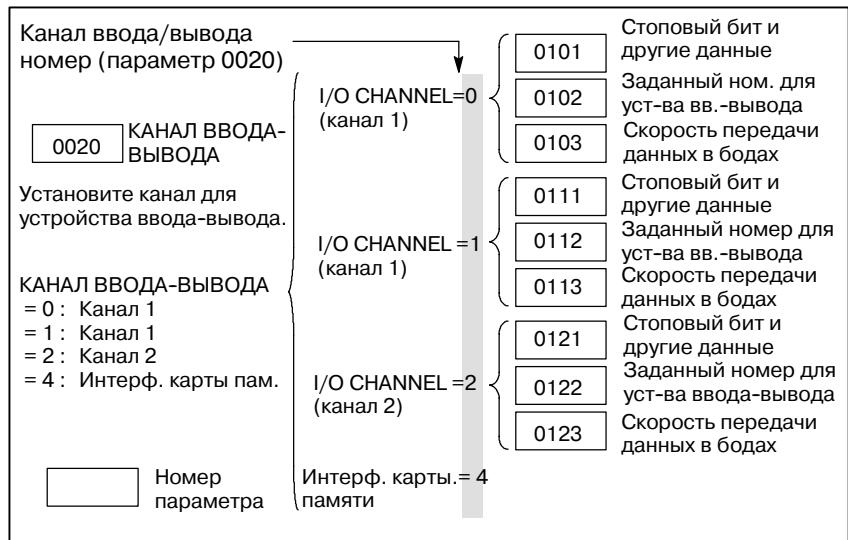 Канал ввода/вывода
номер (параметр 0020)
0020
КАНАЛ ВВОДА-
ВЫВОДА
Установите канал для
устройства ввода-вывода.
КАНАЛ ВВОДА-ВЫВОДА
= 0 : Канал 1
= 1 : Канал 1
= 2 : Канал 2
= 4 : Интерф. карты пам.
Номер
параметра
I/O CHANNEL=0
(канал 1)
0101
Стоповый бит и
другие данные
0102
Заданный ном. для
уст-ва вв.-вывода
0103
Скорость передачи
данных в бодах
I/O CHANNEL=1
(канал 1)
0111
Стоповый бит и
другие данные
0112
Заданный номер для
уст-ва вв.-вывода
0113
Скорость передачи
данных в бодах
I/O CHANNEL=2
(канал 2)
0121
Стоповый бит и
другие данные
0122
Заданный номер для
уст-ва ввода-вывода
0123
Скорость передачи
данных в бодах
Интерф. карты.= 4
памяти